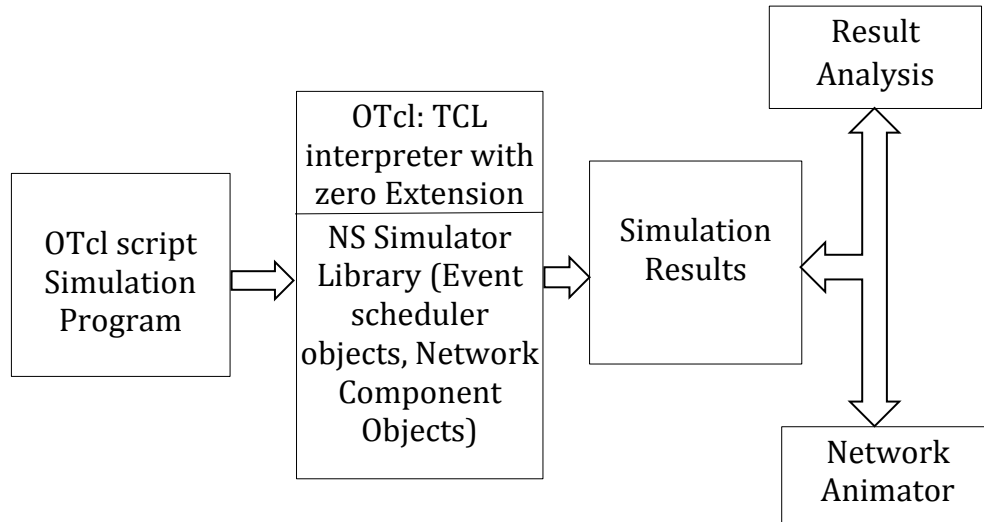 OTcl script
Simulation
Program
OTcl: TCL
interpreter with
zero Extension
NS Simulator
Library (Event
scheduler
objects, Network
Component
Objects)
Simulation
Results
Result
Analysis
Network
Animator